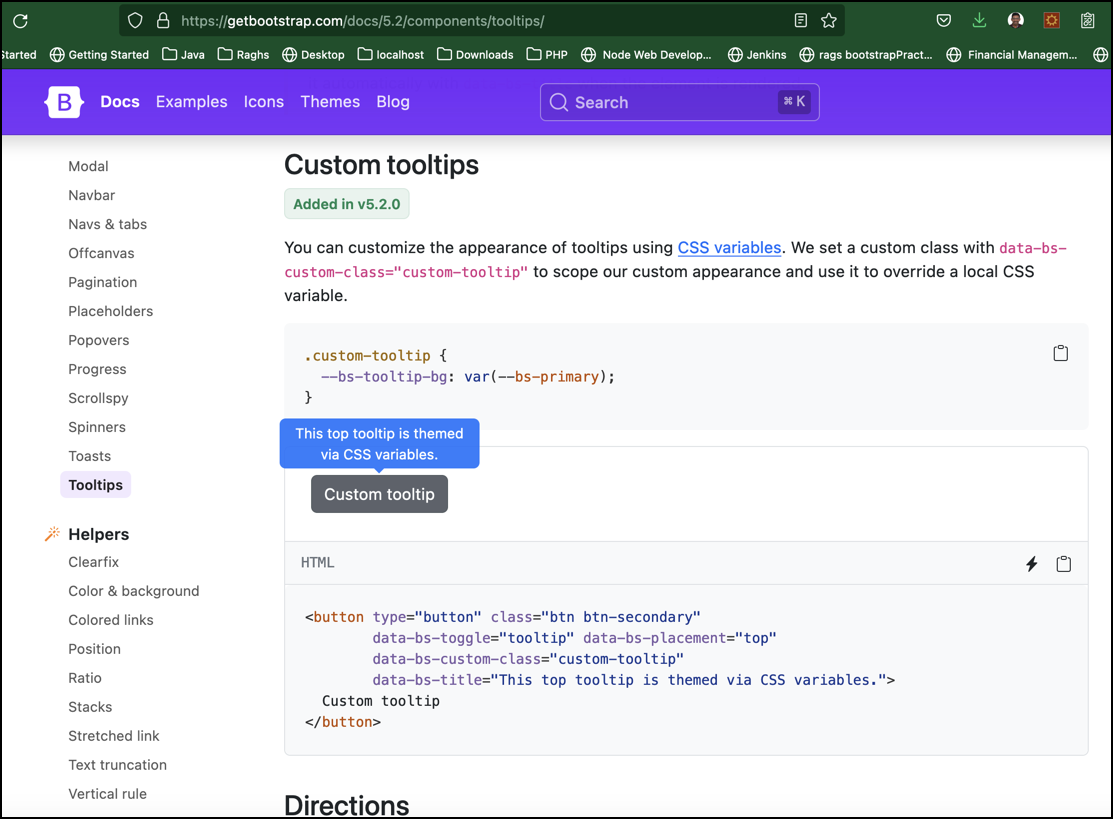 https://getbootstrap.com/docs/5.2/components/tooltips/
Started Getting Started Java Raghs Desktop localhost Downloads PHP Node Web Develop... Jenkins rags bootstrapPract... Financial Managem...
B Docs Examples Icons Themes Blog Search ⌘ K
Modal
Navbar
Navs & tabs
Offcanvas
Pagination
Placeholders
Popovers
Progress
Scrollspy
Spinners
Toasts
Tooltips
Helpers
Clearfix
Color & background
Colored links
Position
Ratio
Stacks
Stretched link
Text truncation
Vertical rule
Custom tooltips
Added in v5.2.0
You can customize the appearance of tooltips using CSS variables. We set a custom class with data-bs-
custom-class="custom-tooltip" to scope our custom appearance and use it to override a local CSS
variable.
.custom-tooltip {
  --bs-tooltip-bg: var(--bs-primary);
}
This top tooltip is themed
via CSS variables.
Custom tooltip
HTML
<button type="button" class="btn btn-secondary"
        data-bs-toggle="tooltip" data-bs-placement="top"
        data-bs-custom-class="custom-tooltip"
        data-bs-title="This top tooltip is themed via CSS variables.">
  Custom tooltip
</button>
Directions